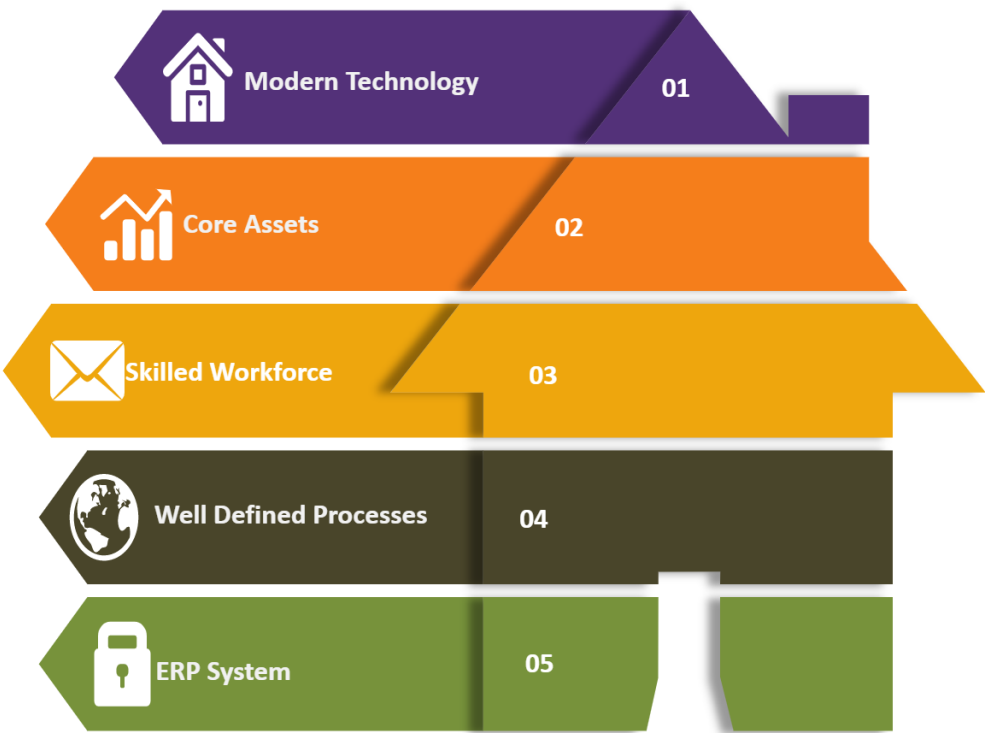 Modern Technology 01
Core Assets 02
Skilled Workforce 03
Well Defined Processes 04
ERP System 05